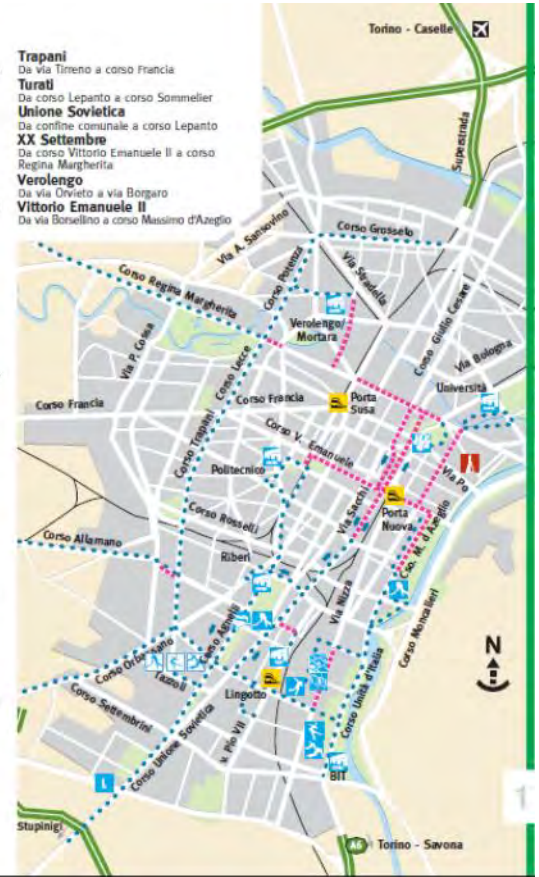 Trapani
Da via Tirreno a corso Francia
Turati
Da corso Lepanto a corso Sommelier
Unione Sovietica
Da confine comunale a corso Lepanto
XX Settembre
Da corso Vittorio Emanuele II a corso
Regina Margherita
Verolengo
Da via Orvieto a via Borgaro
Vittorio Emanuele II
Da via Borsellino a corso Massimo d'Azeglio
Torino - Caselle
Superstrada
Corso Grosseto
Via A. Sansovino
Corso Potenza
Via Stradella
Corso Regina Margherita
Corso Giulio Cesare
Verolengo/
Mortara
Via Bologna
Via P. Cossa
Corso Lecce
Università
Corso Francia
Corso Francia
Porta
Susa
Corso Trapani
Corso V. Emanuele
Politecnico
Via Po
Via Sacchi
Porta
Nuova
Corso Rosselli
Cso. M. d'Azeglio
Corso Allamano
Riberi
Via Nizza
Corso Moncalieri
Corso Agnelli
Corso Orbassano
Tazzoli
N
Corso Unità d'Italia
Lingotto
Corso Settembrini
Corso Unione Sovietica
v. Pio VII
BIT
1
Stupinigi
A6
Torino - Savona